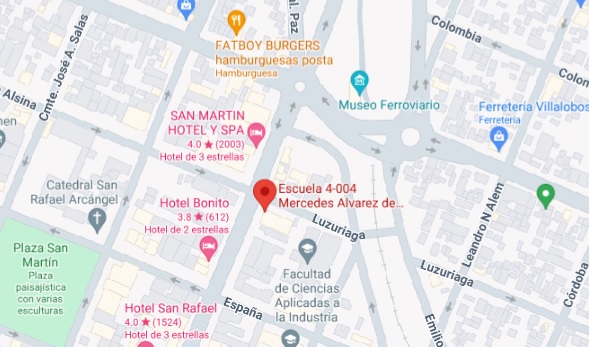 Cmte. José A. Salas
al. Paz
FATBOY BURGERS
hamburguesas posta
Hamburguesa
Colombia
Colon
Alsina
Museo Ferroviario
Ferretería Villalobos
Ferretería
SAN MARTIN
HOTEL Y SPA
4.0 ★ (2003)
Hotel de 3 estrellas
men
Catedral San
Rafael Arcángel
Hotel Bonito
3.8 ★ (612)
Hotel de 2 estrellas
Escuela 4-004
Mercedes Alvarez de...
Luzuriaga
Leandro N Alem
Plaza San
Martín
Plaza
paisajística
con varias
esculturas
Facultad
de Ciencias
Aplicadas a
la Industria
Luzuriaga
Córdoba
Hotel San Rafael
4.0 ★ (1524)
Hotel de 3 estrellas
España
Emilio